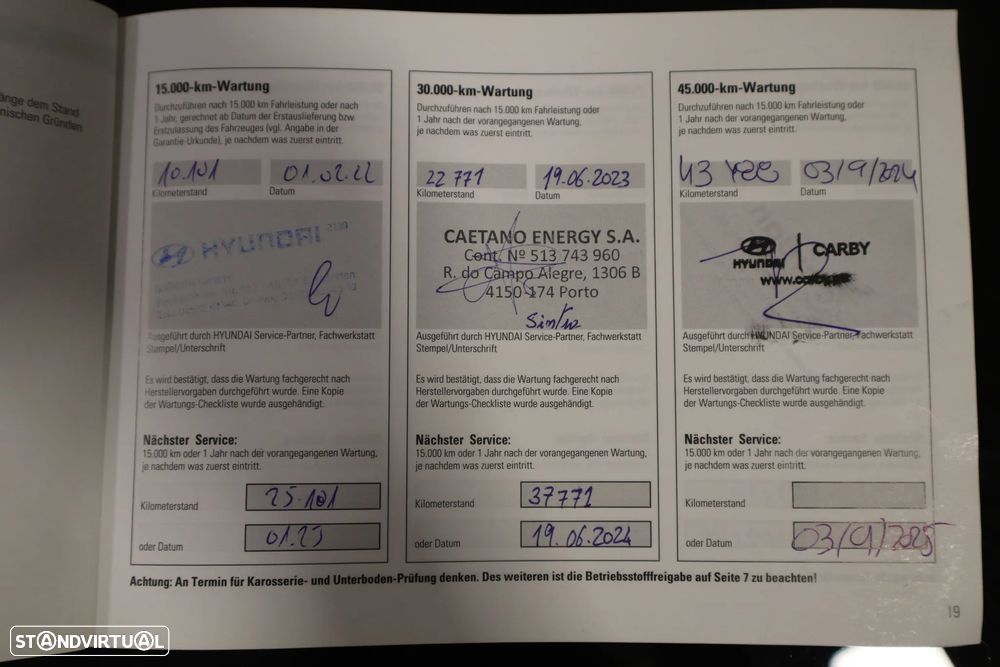 änge dem Stand
nischen Gründen
15.000-km-Wartung
Durchzuführen nach 15.000 km Fahrleistung oder nach
1 Jahr, gerechnet ab Datum der Erstauslieferung bzw.
Erstzulassung des Fahrzeuges (vgl. Angabe in der
Garantie-Urkunde), je nachdem was zuerst eintritt.
10.101 01.02.22
Kilometerstand Datum
HYUNDAI
Ausgeführt durch HYUNDAI Service-Partner, Fachwerkstatt
Stempel/Unterschrift
Es wird bestätigt, dass die Wartung fachgerecht nach
Herstellervorgaben durchgeführt wurde. Eine Kopie
der Wartungs-Checkliste wurde ausgehändigt.
Nächster Service:
15.000 km oder 1 Jahr nach der vorangegangenen Wartung,
je nachdem was zuerst eintritt.
Kilometerstand 25.101
oder Datum 01.23
30.000-km-Wartung
Durchzuführen nach 15.000 km Fahrleistung oder
1 Jahr nach der vorangegangenen Wartung,
je nachdem was zuerst eintritt.
22 771 19.06.2023
Kilometerstand Datum
CAETANO ENERGY S.A.
Cont. Nº 513 743 960
R. do Campo Alegre, 1306 B
4150-174 Porto
Ausgeführt durch HYUNDAI Service-Partner, Fachwerkstatt
Stempel/Unterschrift
Es wird bestätigt, dass die Wartung fachgerecht nach
Herstellervorgaben durchgeführt wurde. Eine Kopie
der Wartungs-Checkliste wurde ausgehändigt.
Nächster Service:
15.000 km oder 1 Jahr nach der vorangegangenen Wartung,
je nachdem was zuerst eintritt.
Kilometerstand 37771
oder Datum 19.06.2024
45.000-km-Wartung
Durchzuführen nach 15.000 km Fahrleistung oder
1 Jahr nach der vorangegangenen Wartung,
je nachdem was zuerst eintritt.
43 03/9/2024
Kilometerstand Datum
HYUNDAI CARBY
Ausgeführt durch HYUNDAI Service-Partner, Fachwerkstatt
Stempel/Unterschrift
Es wird bestätigt, dass die Wartung fachgerecht nach
Herstellervorgaben durchgeführt wurde. Eine Kopie
der Wartungs-Checkliste wurde ausgehändigt.
Nächster Service:
15.000 km oder 1 Jahr nach der vorangegangenen Wartung,
je nachdem was zuerst eintritt.
Kilometerstand
oder Datum 03/9/2025
Achtung: An Termin für Karosserie- und Unterboden-Prüfung denken. Des weiteren ist die Betriebsstofffreigabe auf Seite 7 zu beachten!
19
STANDVIRTUAL